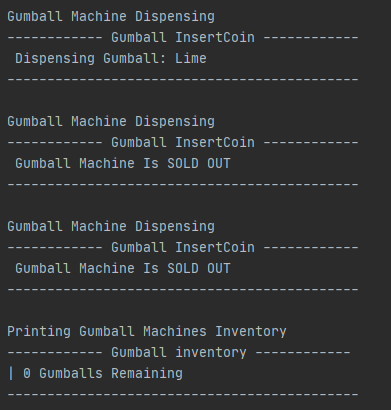 Gumball Machine Dispensing
------------ Gumball InsertCoin ------------
 Dispensing Gumball: Lime
--------------------------------------------

Gumball Machine Dispensing
------------ Gumball InsertCoin ------------
 Gumball Machine Is SOLD OUT
--------------------------------------------

Gumball Machine Dispensing
------------ Gumball InsertCoin ------------
 Gumball Machine Is SOLD OUT
--------------------------------------------

Printing Gumball Machines Inventory
------------ Gumball inventory ------------
| 0 Gumballs Remaining
--------------------------------------------